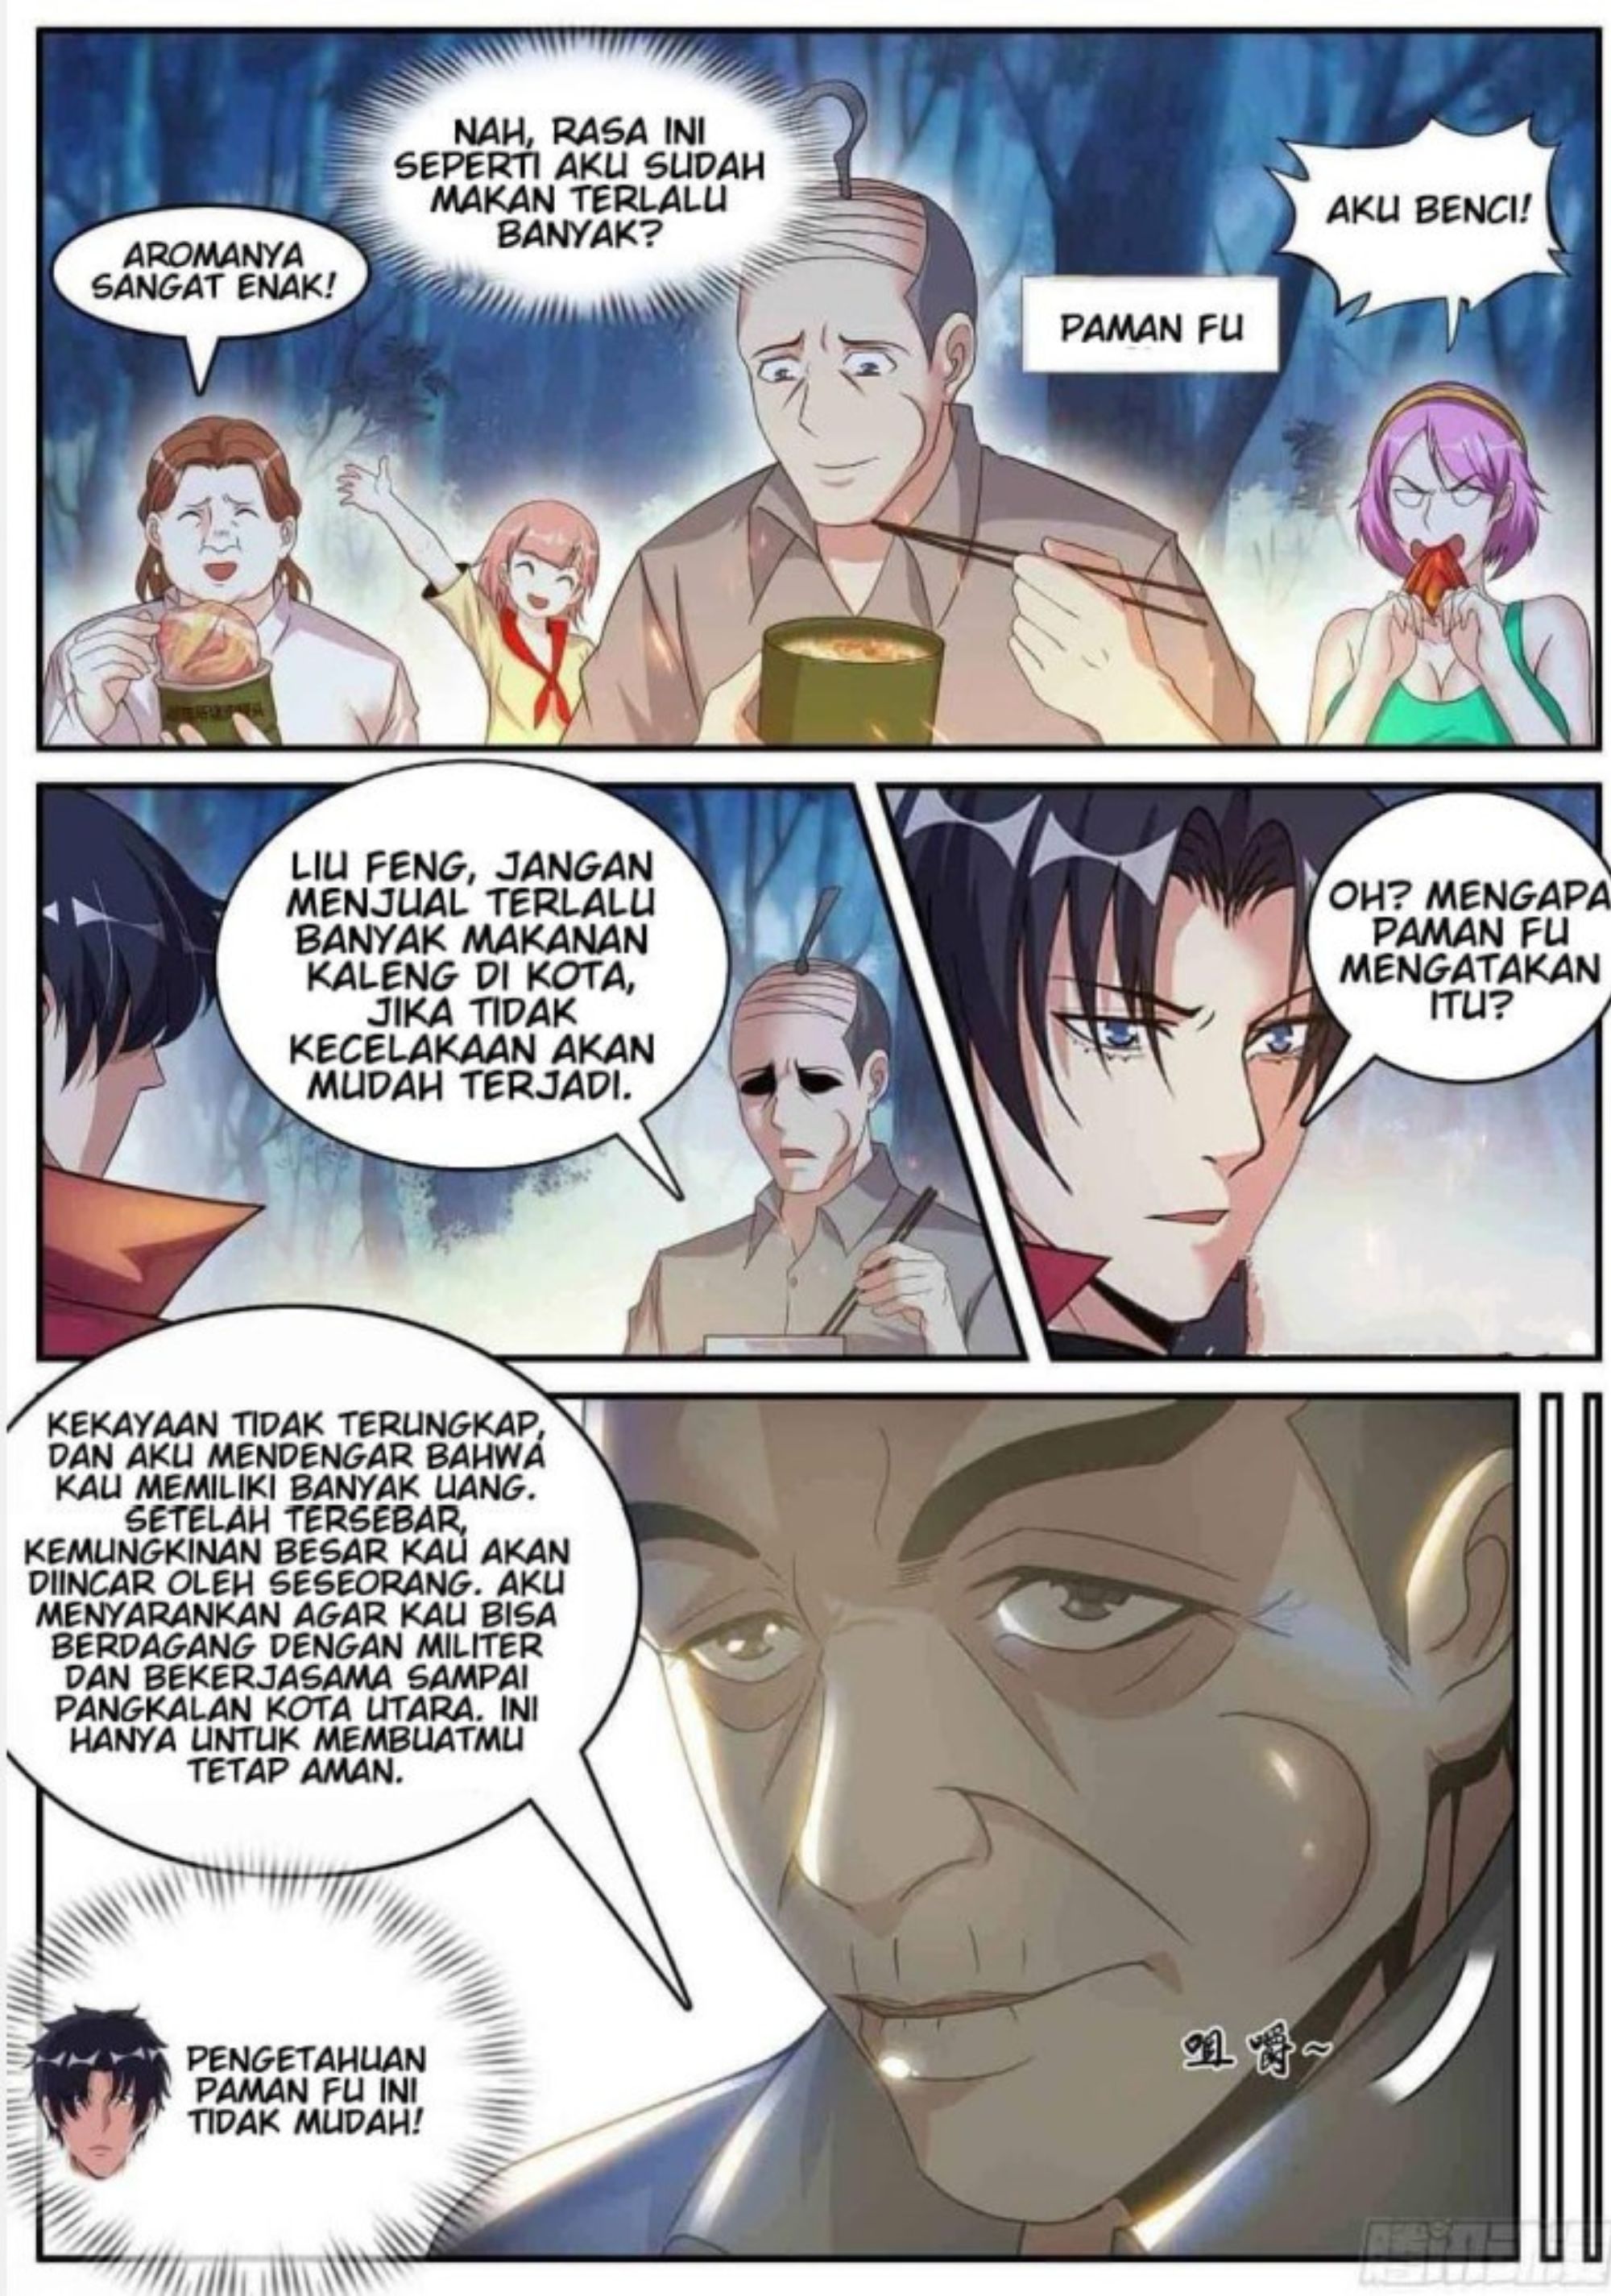 NAH, RASA INI
SEPERTI AKU SUDAH
MAKAN TERLALU
BANYAK?
AKU BENCI!
AROMANYA
SANGAT ENAK!
PAMAN FU
LIU FENG, JANGAN
MENJUAL TERLALU
BANYAK MAKANAN
KALENG DI KOTA,
JIKA TIDAK
KECELAKAAN AKAN
MUDAH TERJADI.
OH? MENGAPA
PAMAN FU
MENGATAKAN
ITU?
KEKAYAAN TIDAK TERUNGKAP,
DAN AKU MENDENGAR BAHWA
KAU MEMILIKI BANYAK UANG.
SETELAH TERSEBAR,
KEMUNGKINAN BESAR KAU AKAN
DIINCAR OLEH SESEORANG. AKU
MENYARANKAN AGAR KAU BISA
BERDAGANG DENGAN MILITER
DAN BEKERJASAMA SAMPAI
PANGKALAN KOTA UTARA. INI
HANYA UNTUK MEMBUATMU
TETAP AMAN.
咀嚼~
PENGETAHUAN
PAMAN FU INI
TIDAK MUDAH!